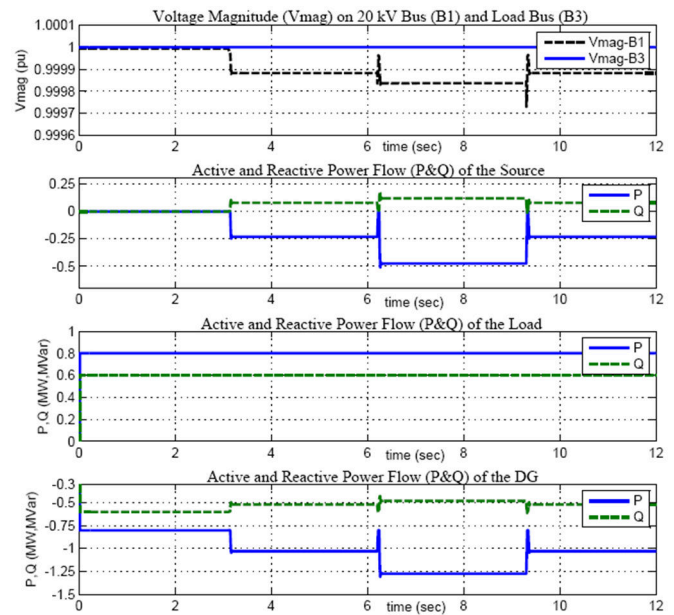 Voltage Magnitude (Vmag) on 20 kV Bus (B1) and Load Bus (B3)
1.0001
1
0.9999
0.9998
0.9997
0.9996
Vmag (pu)
Vmag-B1
Vmag-B3
0 2 4 6 8 10 12
time (sec)
Active and Reactive Power Flow (P&Q) of the Source
0.25
0
-0.25
-0.5
P
Q
0 2 4 6 8 10 12
time (sec)
Active and Reactive Power Flow (P&Q) of the Load
1
0.8
0.6
0.4
0.2
0
P,Q (MW,MVar)
P
Q
0 2 4 6 8 10 12
time (sec)
Active and Reactive Power Flow (P&Q) of the DG
-0.3
-0.5
-0.75
-1
-1.25
-1.5
P,Q (MW,MVar)
P
Q
0 2 4 6 8 10 12
time (sec)